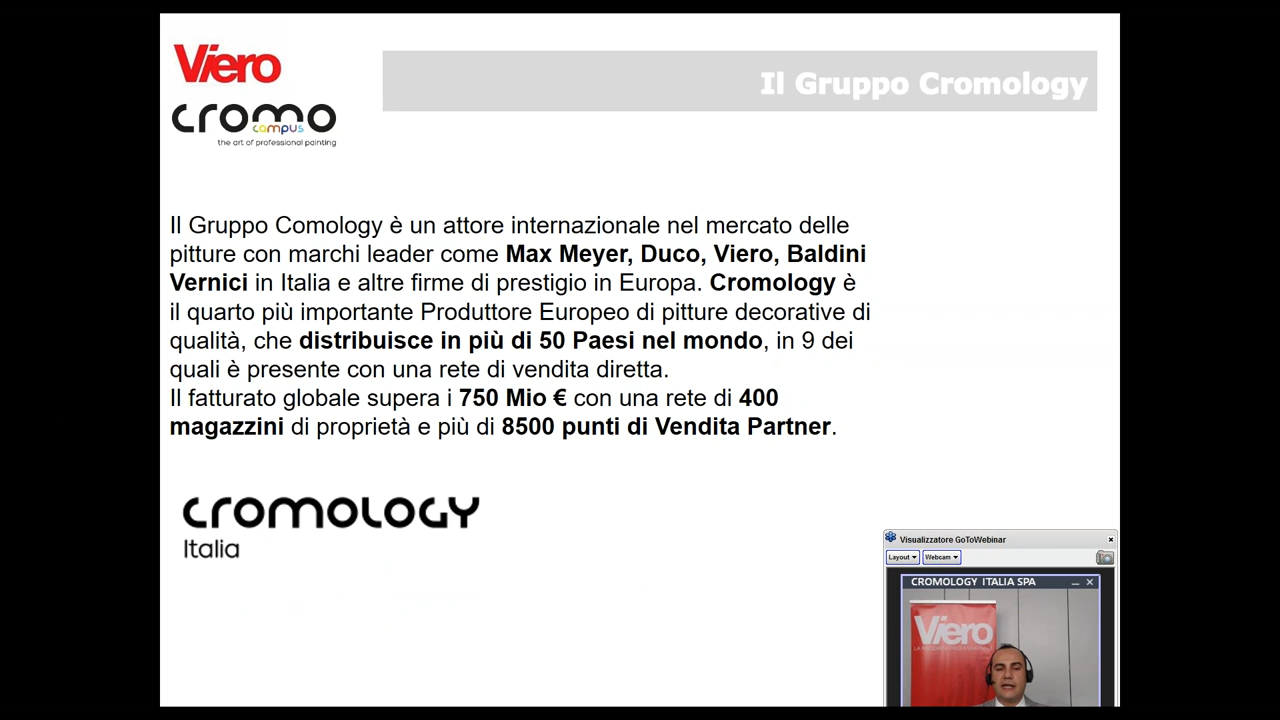 Viero
cromo
campus
the art of professional painting
Il Gruppo Cromology
Il Gruppo Comology è un attore internazionale nel mercato delle
pitture con marchi leader come Max Meyer, Duco, Viero, Baldini
Vernici in Italia e altre firme di prestigio in Europa. Cromology è
il quarto più importante Produttore Europeo di pitture decorative di
qualità, che distribuisce in più di 50 Paesi nel mondo, in 9 dei
quali è presente con una rete di vendita diretta.
Il fatturato globale supera i 750 Mio € con una rete di 400
magazzini di proprietà e più di 8500 punti di Vendita Partner.
cromology
Italia
Visualizzatore GoToWebinar
Layout
Webcam
CROMOLOGY ITALIA SPA
Viero